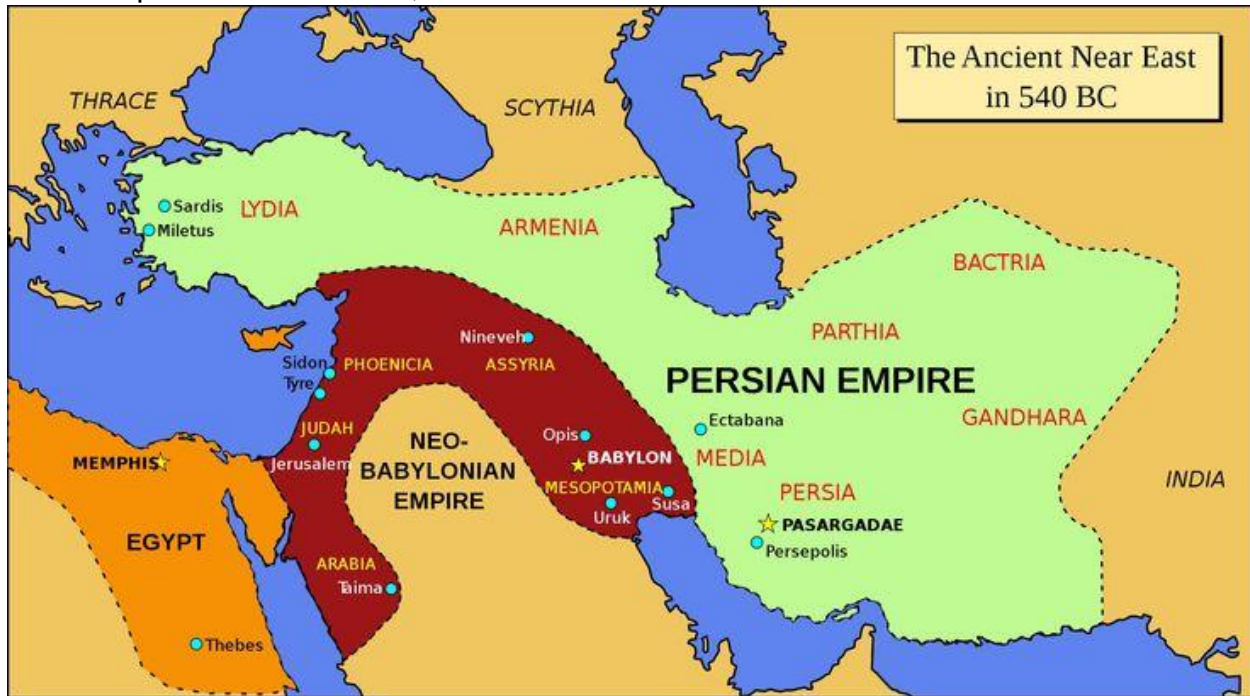 The Ancient Near East
in 540 BC
THRACE
SCYTHIA
Sardis
LYDIA
Miletus
ARMENIA
BACTRIA
PARTHIA
Nineveh
ASSYRIA
Sidon
PHOENICIA
Tyre
PERSIAN EMPIRE
GANDHARA
Ectabana
JUDAH
Jerusalem
NEO-
BABYLONIAN
EMPIRE
Opis
BABYLON
MEDIA
MEMPHIS
MESOPOTAMIA
Susa
Uruk
PERSIA
INDIA
PASARGADAE
Persepolis
EGYPT
ARABIA
Taima
Thebes